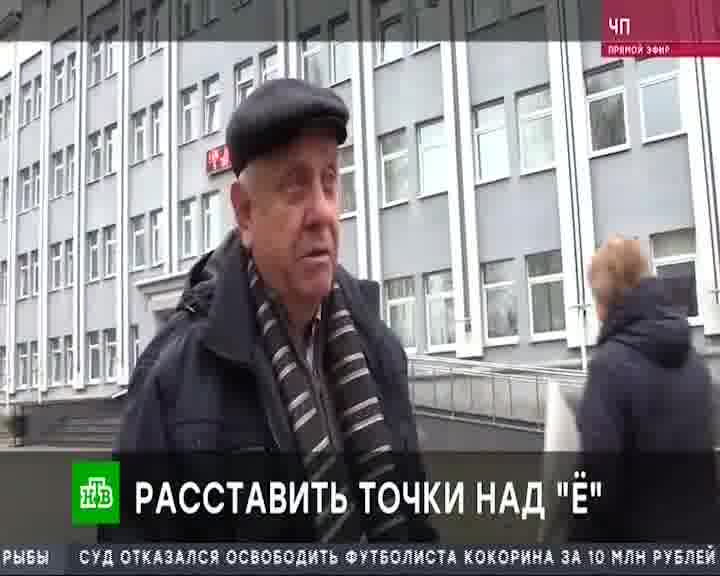 ЧП
ПРЯМОЙ ЭФИР
НТВ
РАССТАВИТЬ ТОЧКИ НАД "Ё"
РЫБЫ СУД ОТКАЗАЛСЯ ОСВОБОДИТЬ ФУТБОЛИСТА КОКОРИНА ЗА 10 МЛН РУБЛЕЙ